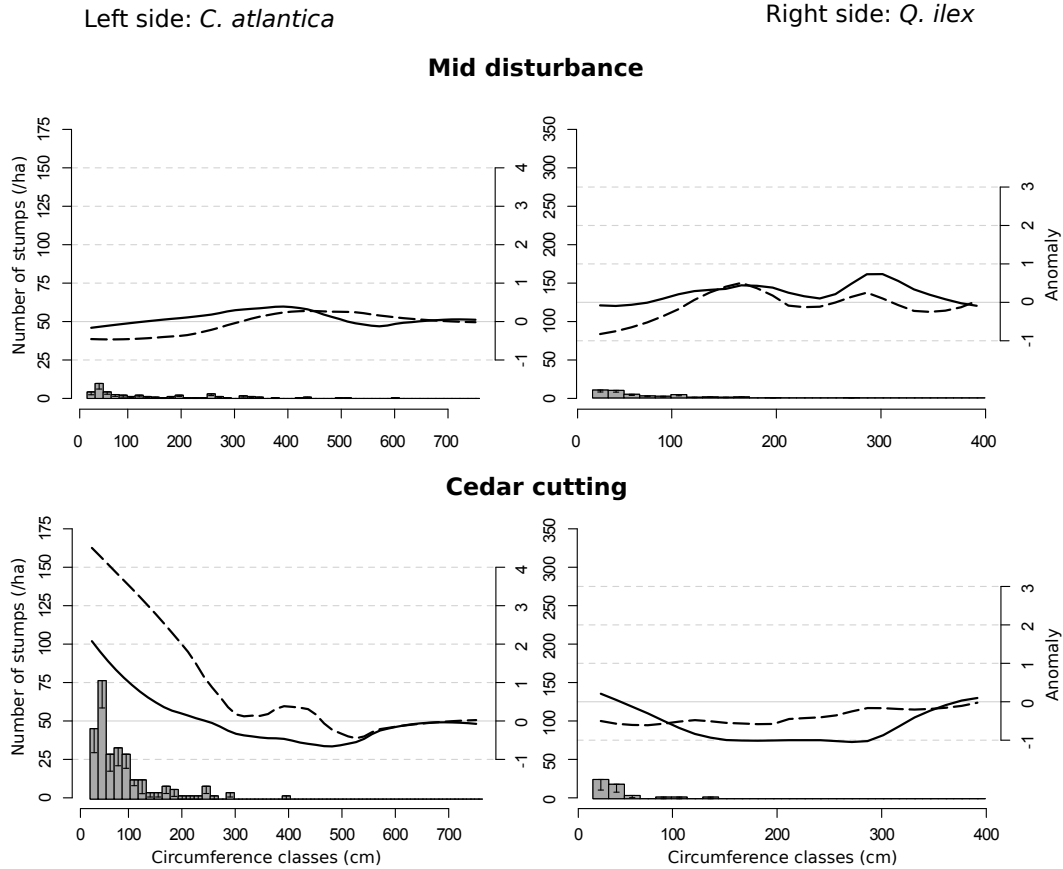 Left side: C. atlantica
Right side: Q. ilex
Mid disturbance
Number of stumps (/ha)
0 25 50 75 100 125 150 175
-1 0 1 2 3 4
0 100 200 300 400 500 600 700
0 50 100 150 200 250 300 350
-1 0 1 2 3
Anomaly
0 100 200 300 400
Cedar cutting
Number of stumps (/ha)
0 25 50 75 100 125 150 175
-1 0 1 2 3 4
0 100 200 300 400 500 600 700
Circumference classes (cm)
0 50 100 150 200 250 300 350
-1 0 1 2 3
Anomaly
0 100 200 300 400
Circumference classes (cm)